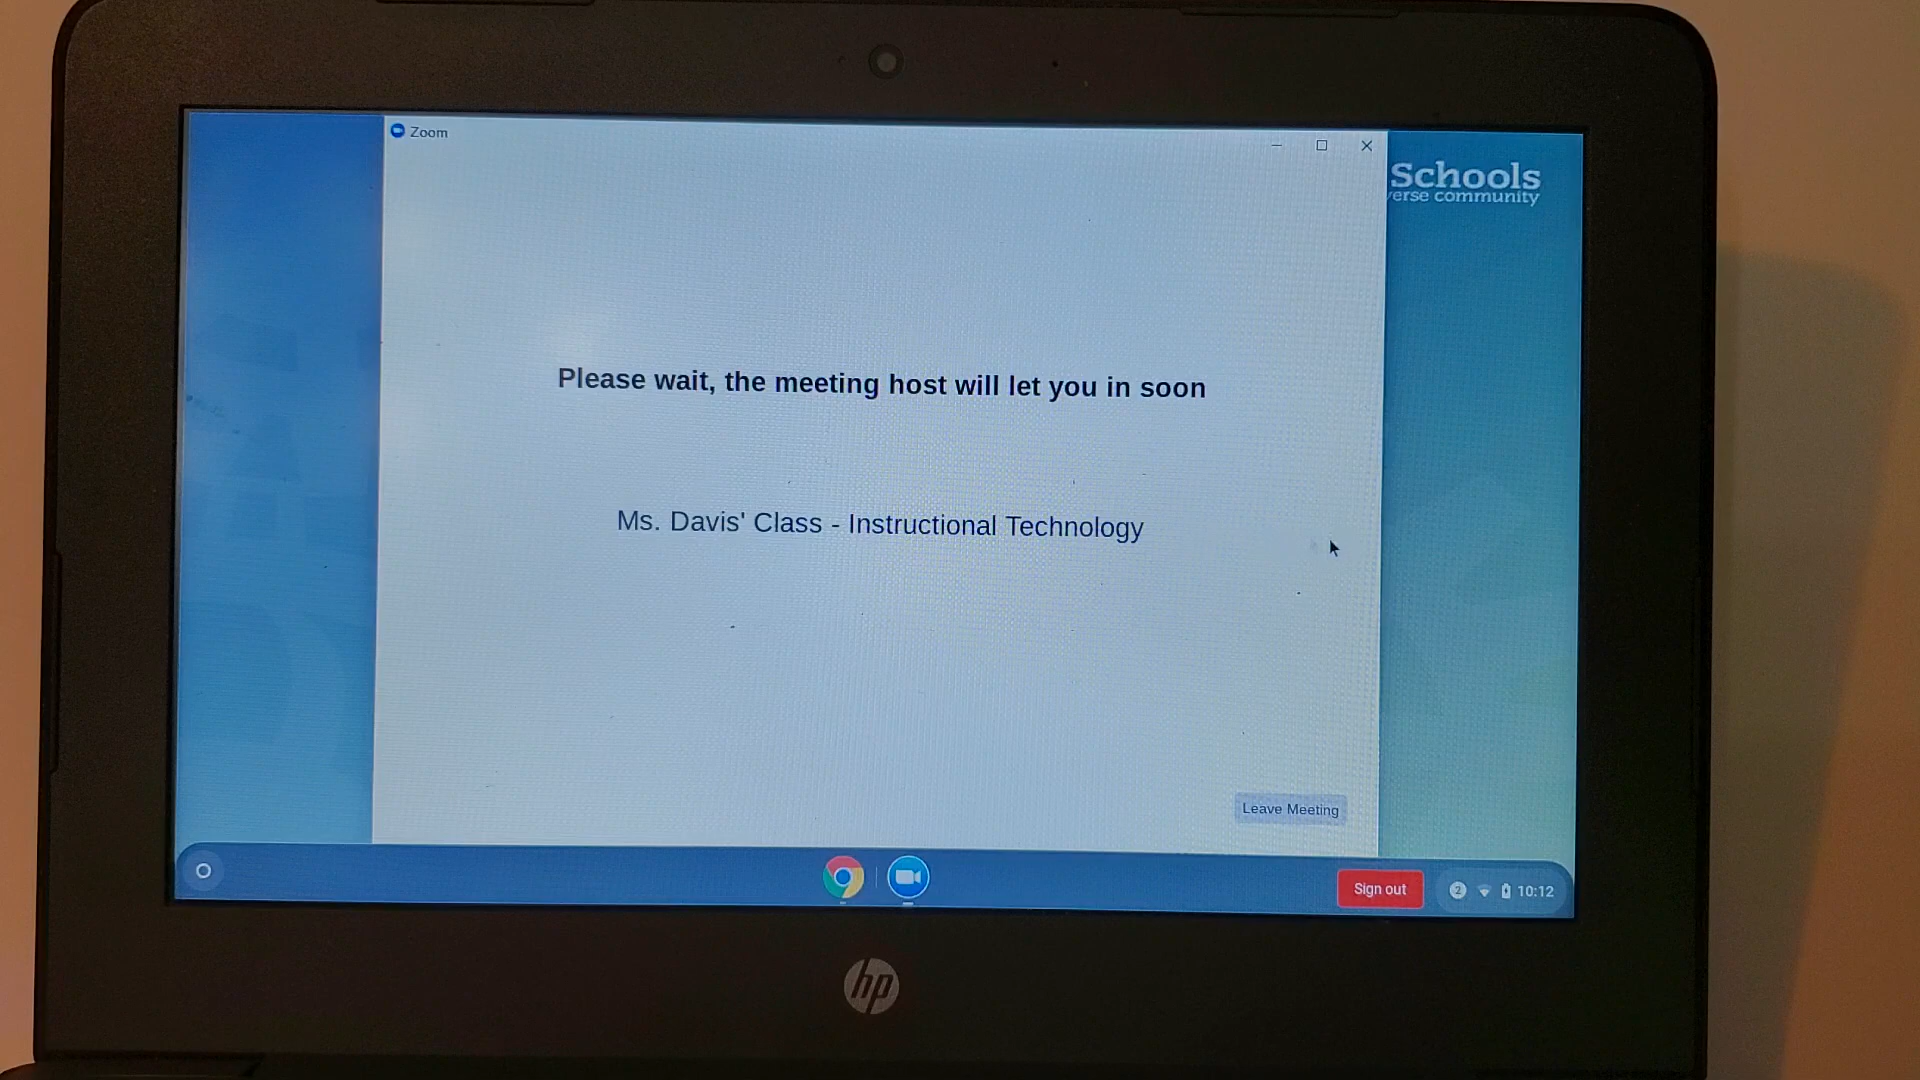 Zoom
Schools
erse community
Please wait, the meeting host will let you in soon
Ms. Davis' Class - Instructional Technology
Leave Meeting
Sign out
2
10:12
hp